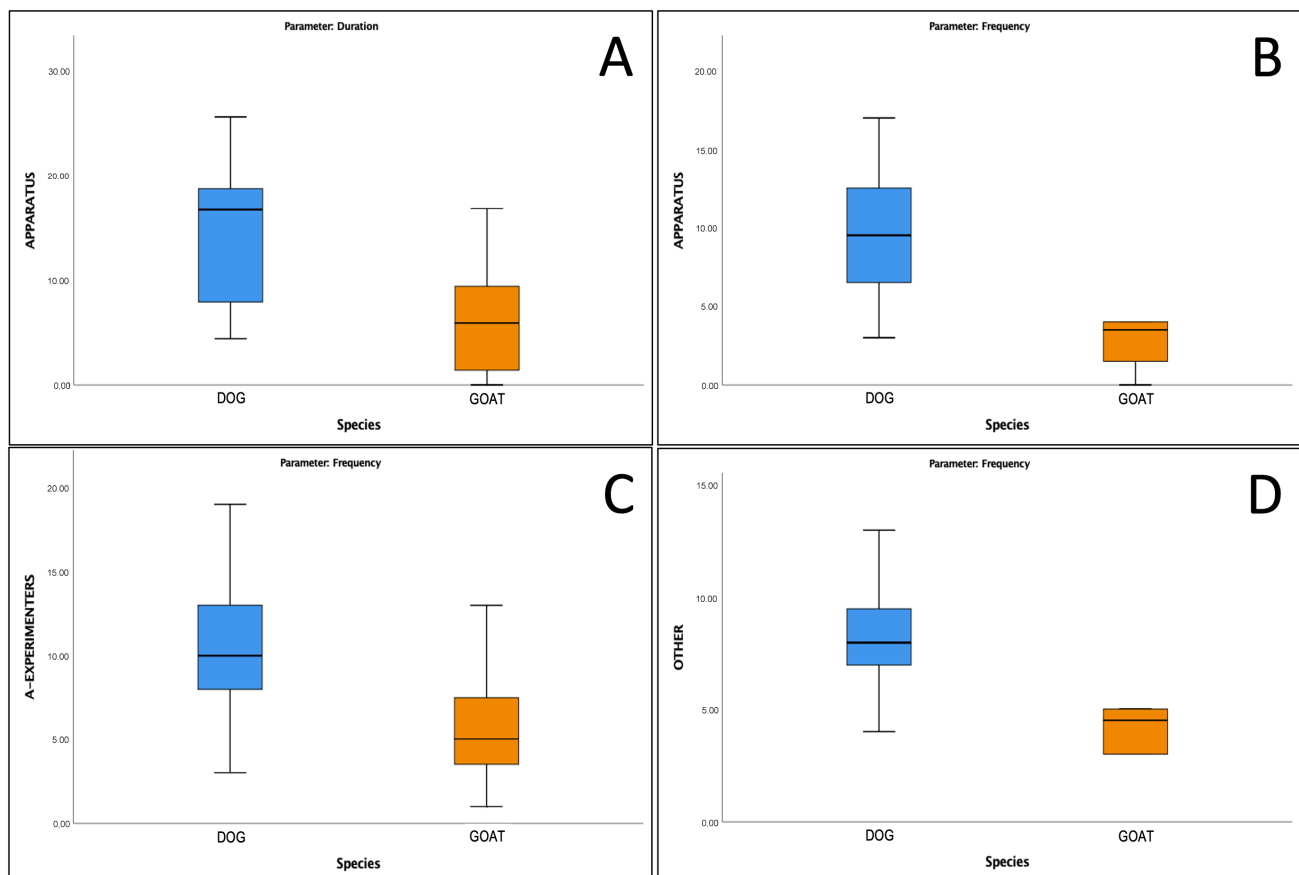 Parameter: Duration
A
30.00
20.00
10.00
0,00
APPARATUS
DOG
GOAT
Species
Parameter: Frequency
B
20.00
15.00
10.00
5.00
0.00
APPARATUS
DOG
GOAT
Species
Parameter: Frequency
C
20.00
15.00
10.00
5.00
0.00
A-EXPERIMENTERS
DOG
GOAT
Species
Parameter: Frequency
D
15.00
10.00
5.00
0.00
OTHER
DOG
GOAT
Species